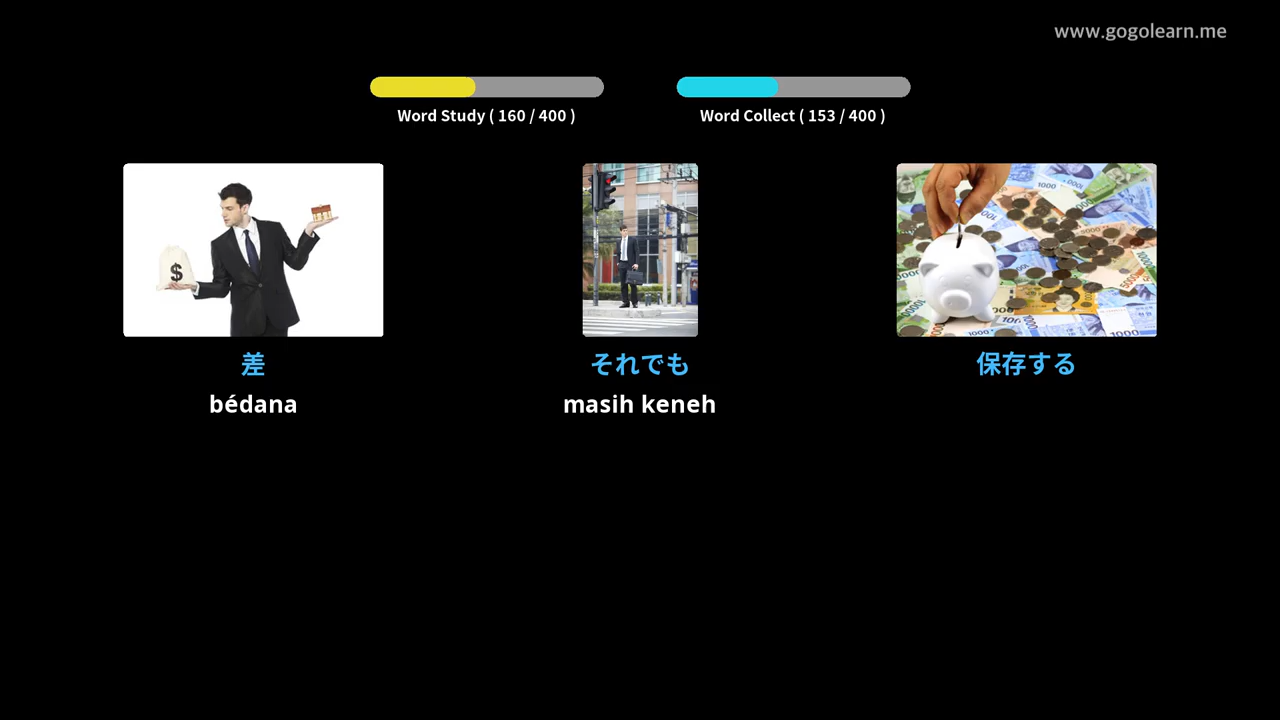 www.gogolearn.me
Word Study ( 160 / 400 )
Word Collect ( 153 / 400 )
差
それでも
保存する
bédana
masih keneh